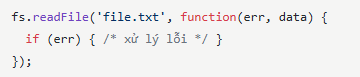 fs.readFile('file.txt', function(err, data) {
  if (err) { /* xử lý lỗi */ }
});